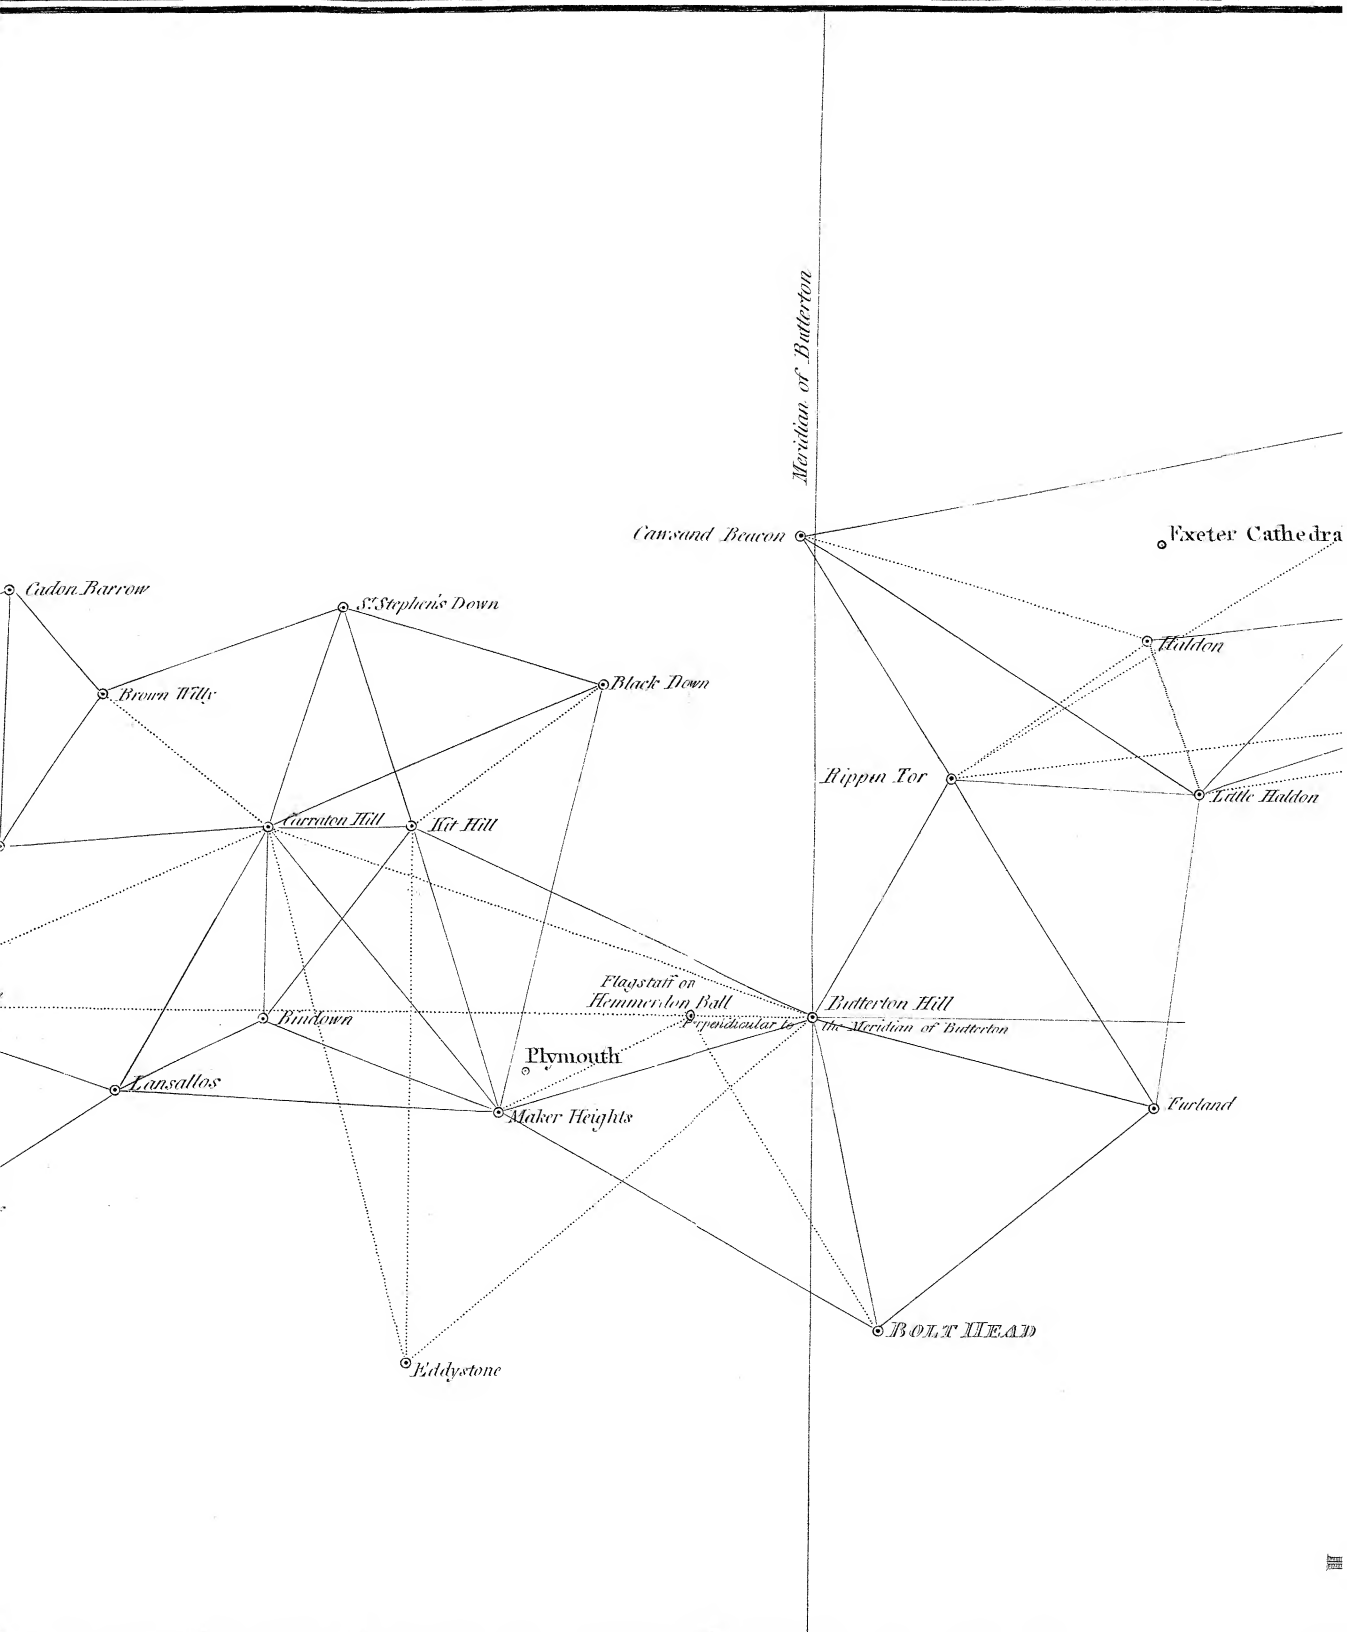 Meridian of Butterton
Cawsand Beacon
Exeter Cathedra
Cadon Barrow
St. Stephen's Down
Haldon
Brown Willy
Black Down
Rippin Tor
Little Haldon
Carraton Hill
Kit Hill
Flagstaff on
Hemmerdon Ball
Butterton Hill
Perpendicular to the Meridian of Butterton
Bindown
Plymouth
Lansallos
Maker Heights
Furland
BOLT HEAD
Eddystone